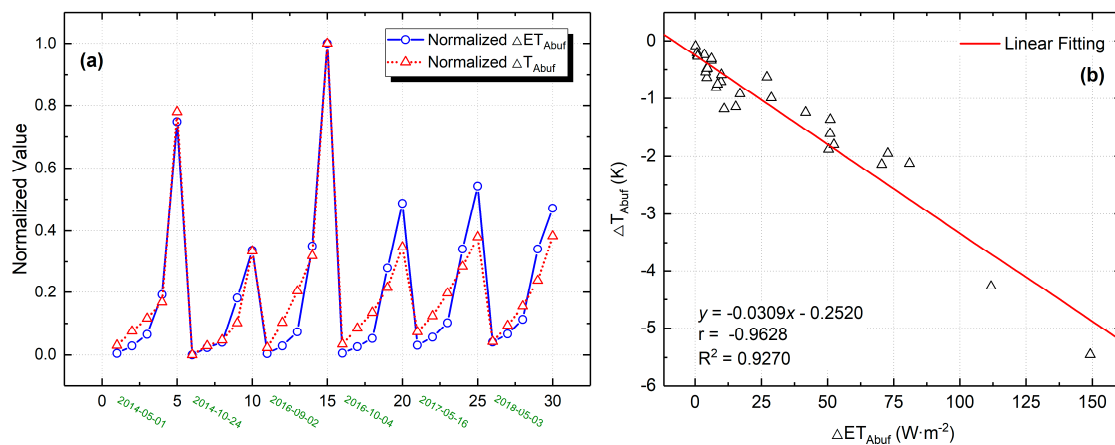 (a)
Normalized △ET_Abuf
Normalized △T_Abuf
Normalized Value
1.0
0.8
0.6
0.4
0.2
0.0
0 5 10 15 20 25 30
2014-05-01 2014-10-24 2016-09-02 2016-10-04 2017-05-16 2018-05-03
(b)
Linear Fitting
△T_Abuf (K)
0
-1
-2
-3
-4
-5
-6
y = -0.0309x - 0.2520
r = -0.9628
R² = 0.9270
0 25 50 75 100 125 150
△ET_Abuf (W·m⁻²)